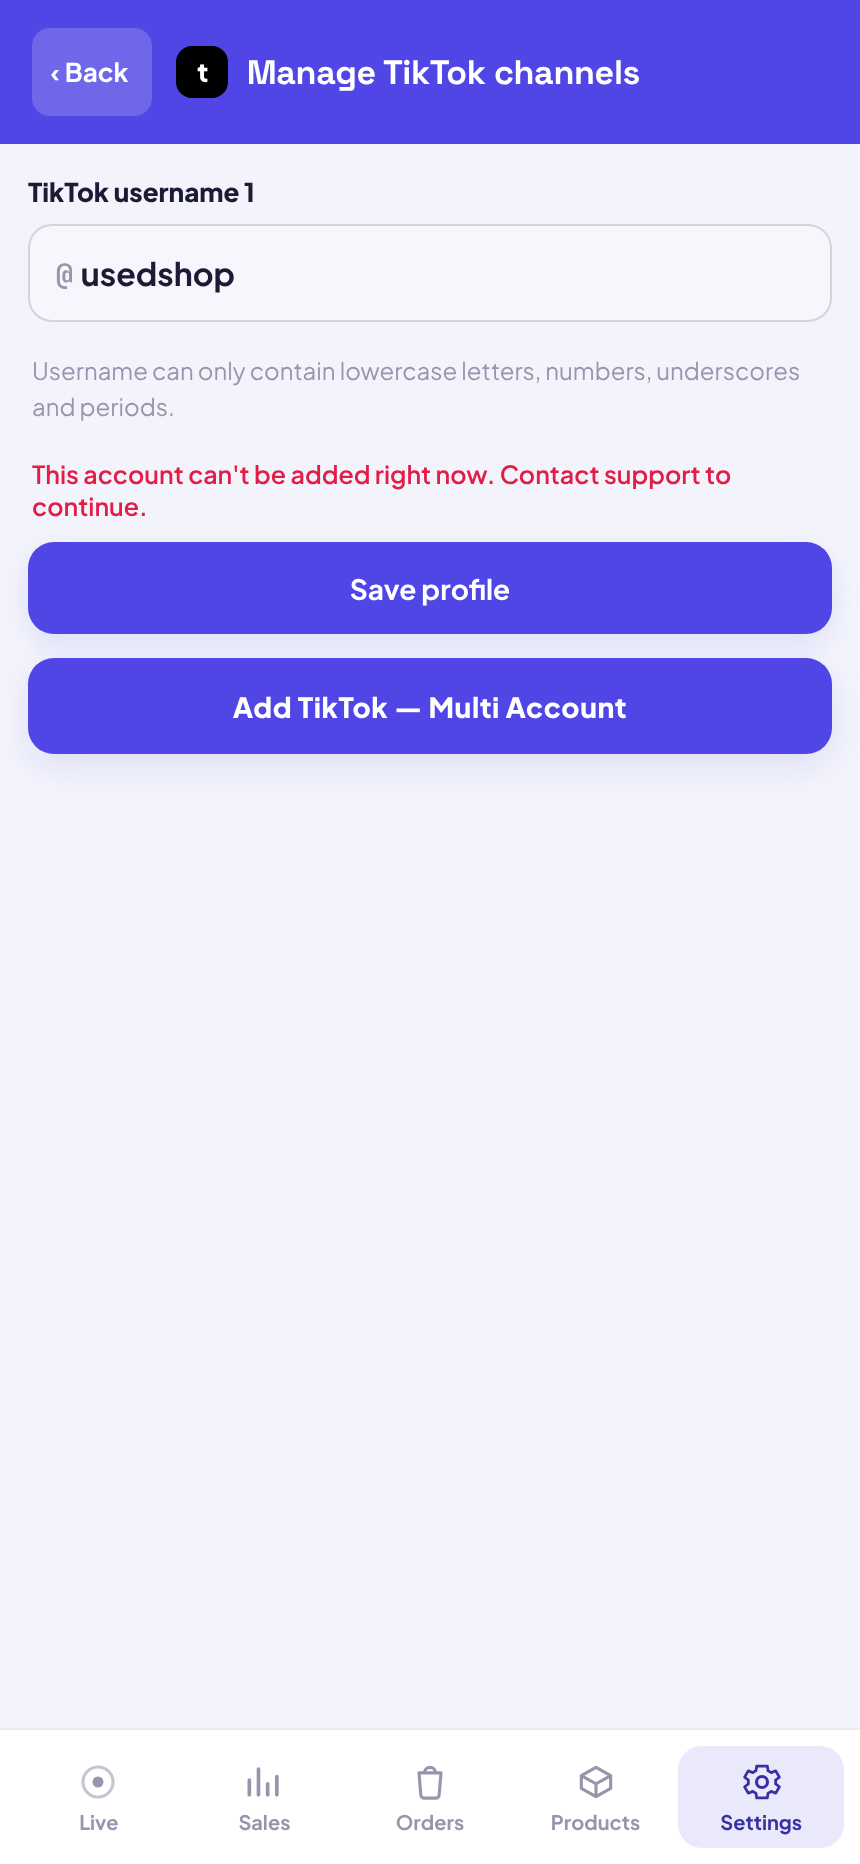 ‹ Back
t
Manage TikTok channels
TikTok username 1
@ usedshop
Username can only contain lowercase letters, numbers, underscores
and periods.
This account can't be added right now. Contact support to
continue.
Save profile
Add TikTok — Multi Account
Live
Sales
Orders
Products
Settings